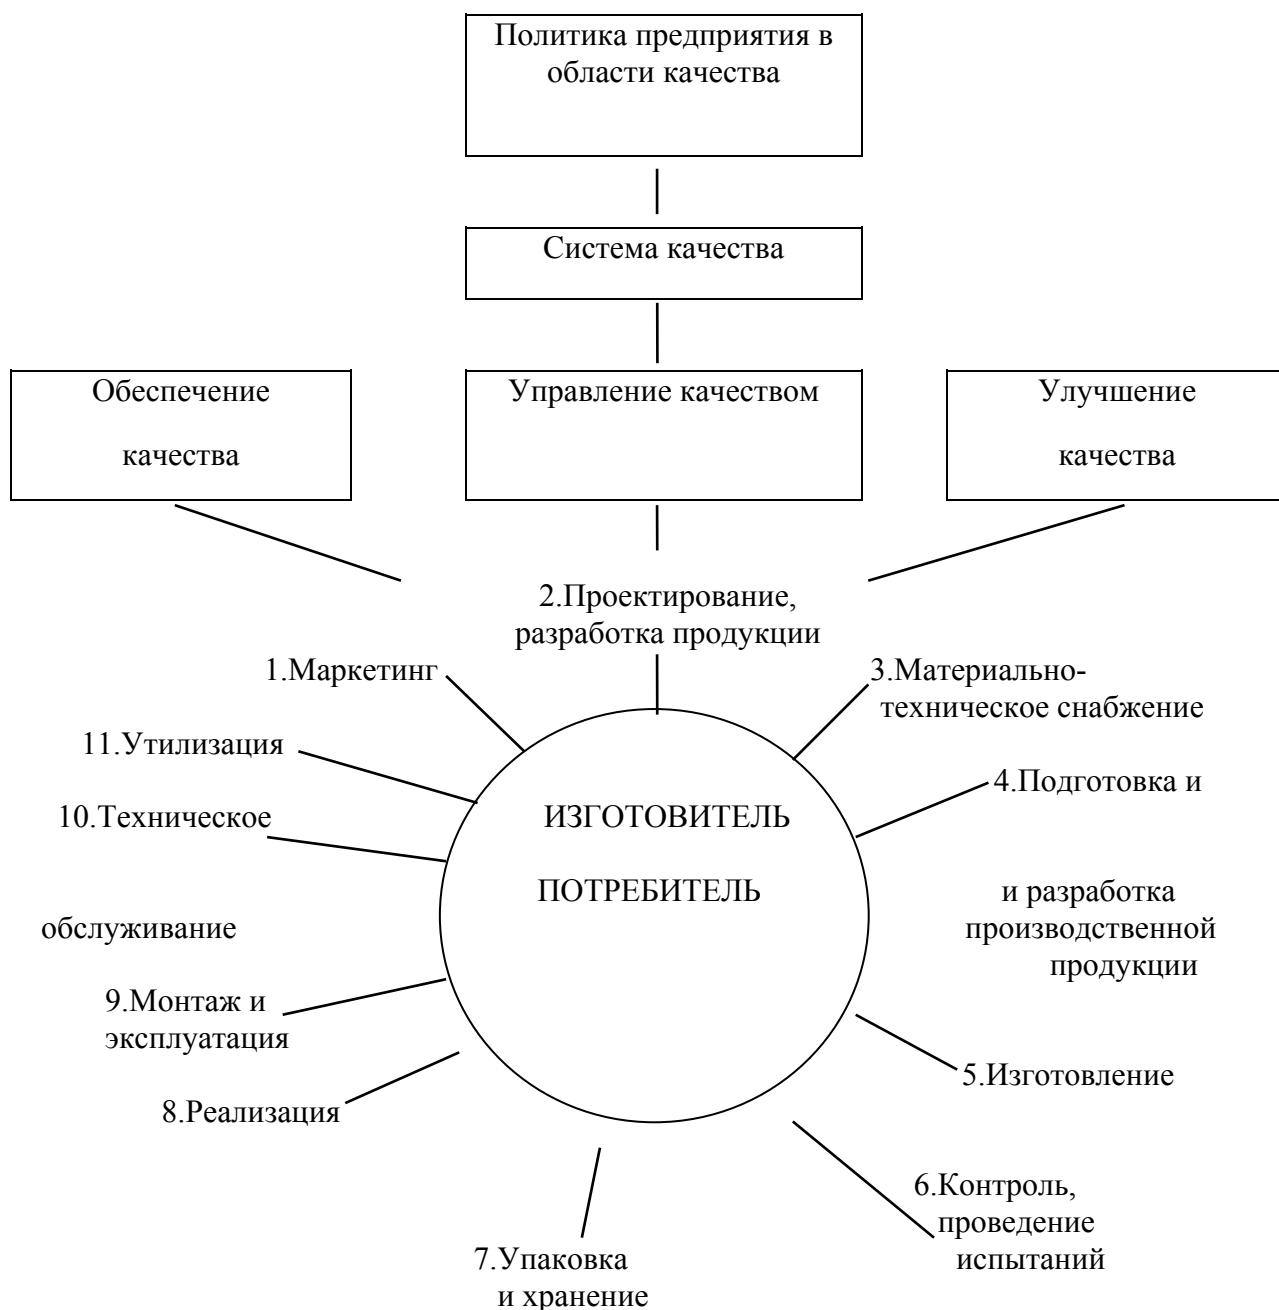 Политика предприятия в
области качества
Система качества
Обеспечение
качества
Управление качеством
Улучшение
качества
2.Проектирование,
разработка продукции
1.Маркетинг
3.Материально-
техническое снабжение
11.Утилизация
4.Подготовка и
10.Техническое
ИЗГОТОВИТЕЛЬ
ПОТРЕБИТЕЛЬ
и разработка
обслуживание
производственной
продукции
9.Монтаж и
эксплуатация
5.Изготовление
8.Реализация
6.Контроль,
проведение
испытаний
7.Упаковка
и хранение